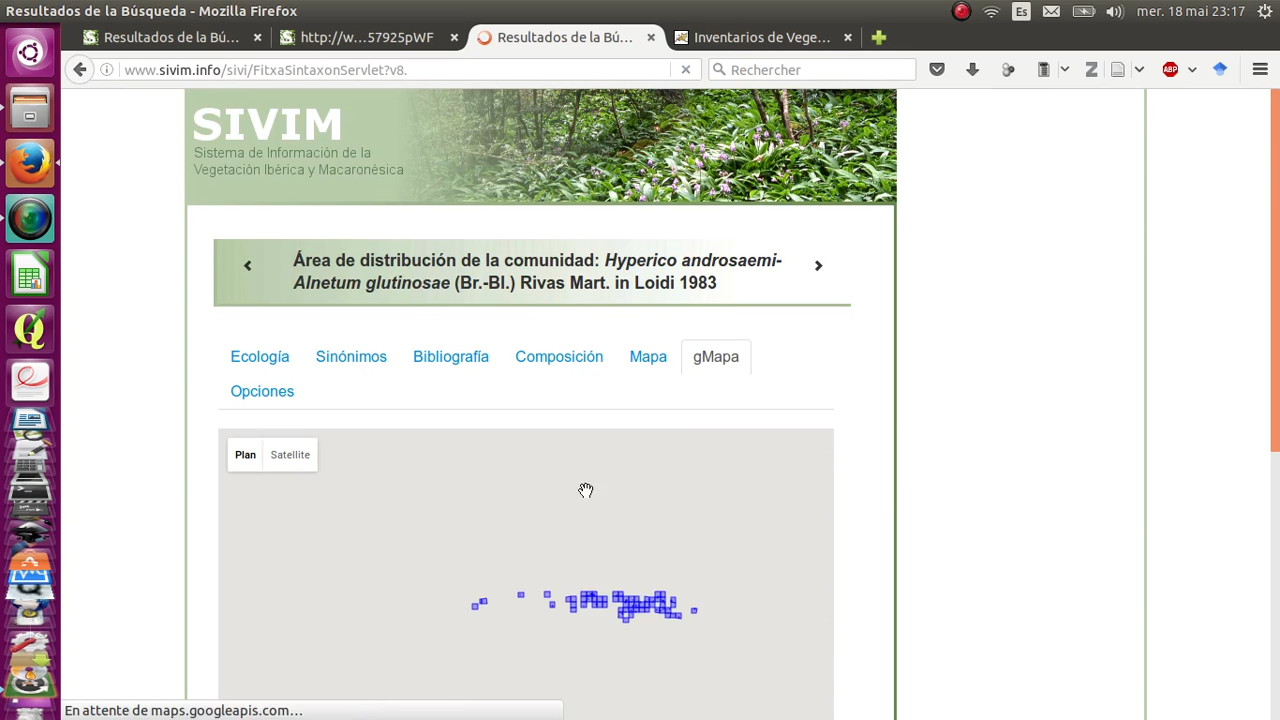 Resultados de la Búsqueda - Mozilla Firefox
Es
mer. 18 mai 23:17
Resultados de la Bú... × http://w...57925pWF × Resultados de la Bú... × Inventarios de Vege... ×
www.sivim.info/sivi/FitxaSintaxonServlet?v8.
Rechercher
ABP
SIVIM
Sistema de Información de la
Vegetación Ibérica y Macaronésica
Área de distribución de la comunidad: Hyperico androsaemi-
Alnetum glutinosae (Br.-Bl.) Rivas Mart. in Loidi 1983
Ecología Sinónimos Bibliografía Composición Mapa gMapa
Opciones
Plan Satellite
En attente de maps.googleapis.com...